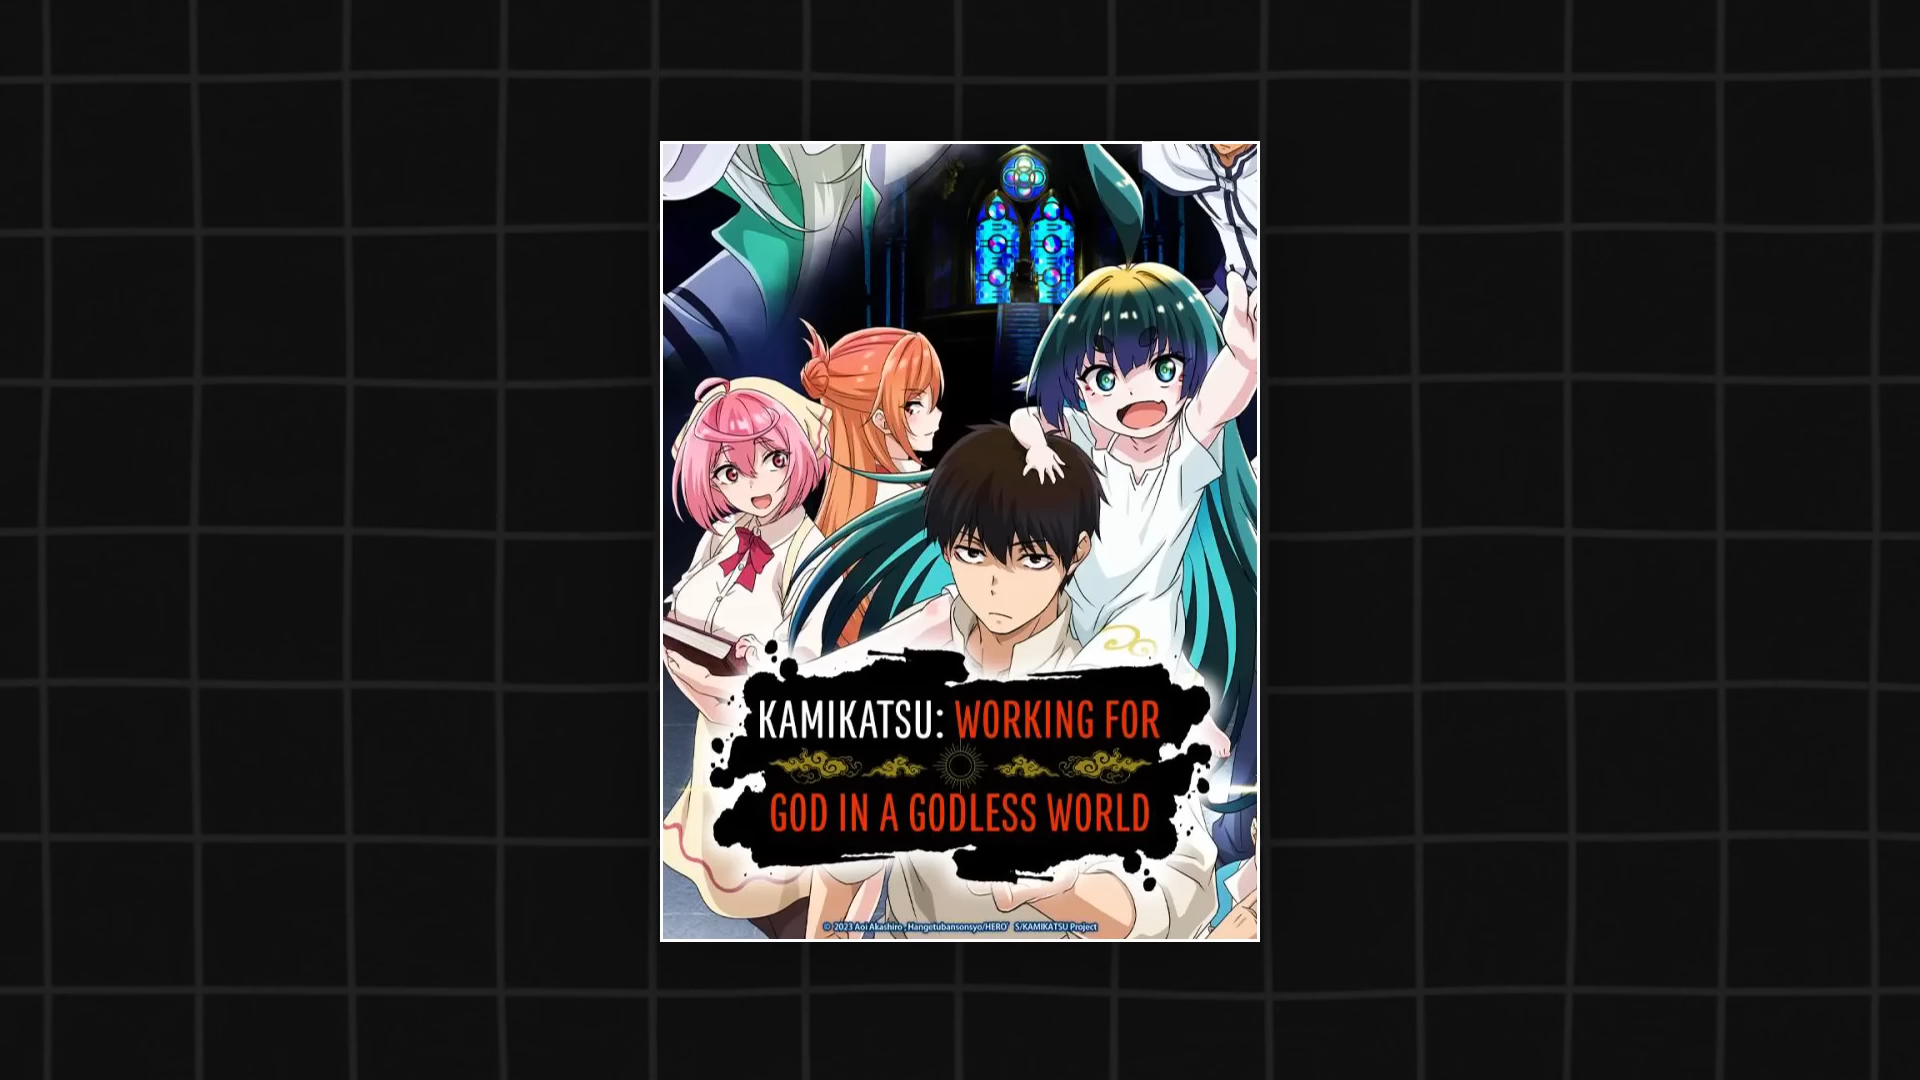 KAMIKATSU: WORKING FOR
GOD IN A GODLESS WORLD
© 2023 Aoi Akashiro, Hangetubansonsyo/HERO'S/KAMIKATSU Project